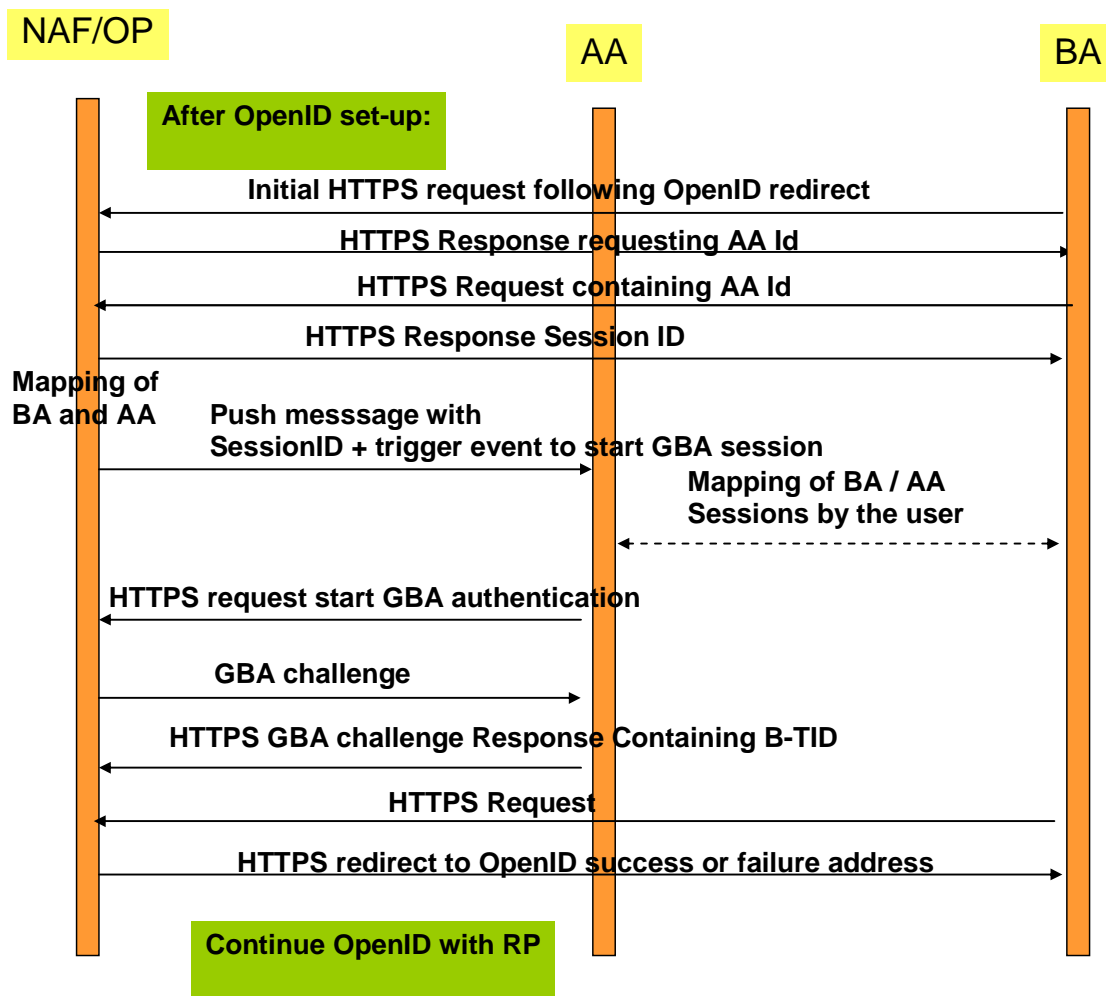 NAF/OP
AA
BA
After OpenID set-up:
Initial HTTPS request following OpenID redirect
HTTPS Response requesting AA Id
HTTPS Request containing AA Id
HTTPS Response Session ID
Mapping of
BA and AA
Push messsage with
SessionID + trigger event to start GBA session
Mapping of BA / AA
Sessions by the user
HTTPS request start GBA authentication
GBA challenge
HTTPS GBA challenge Response Containing B-TID
HTTPS Request
HTTPS redirect to OpenID success or failure address
Continue OpenID with RP